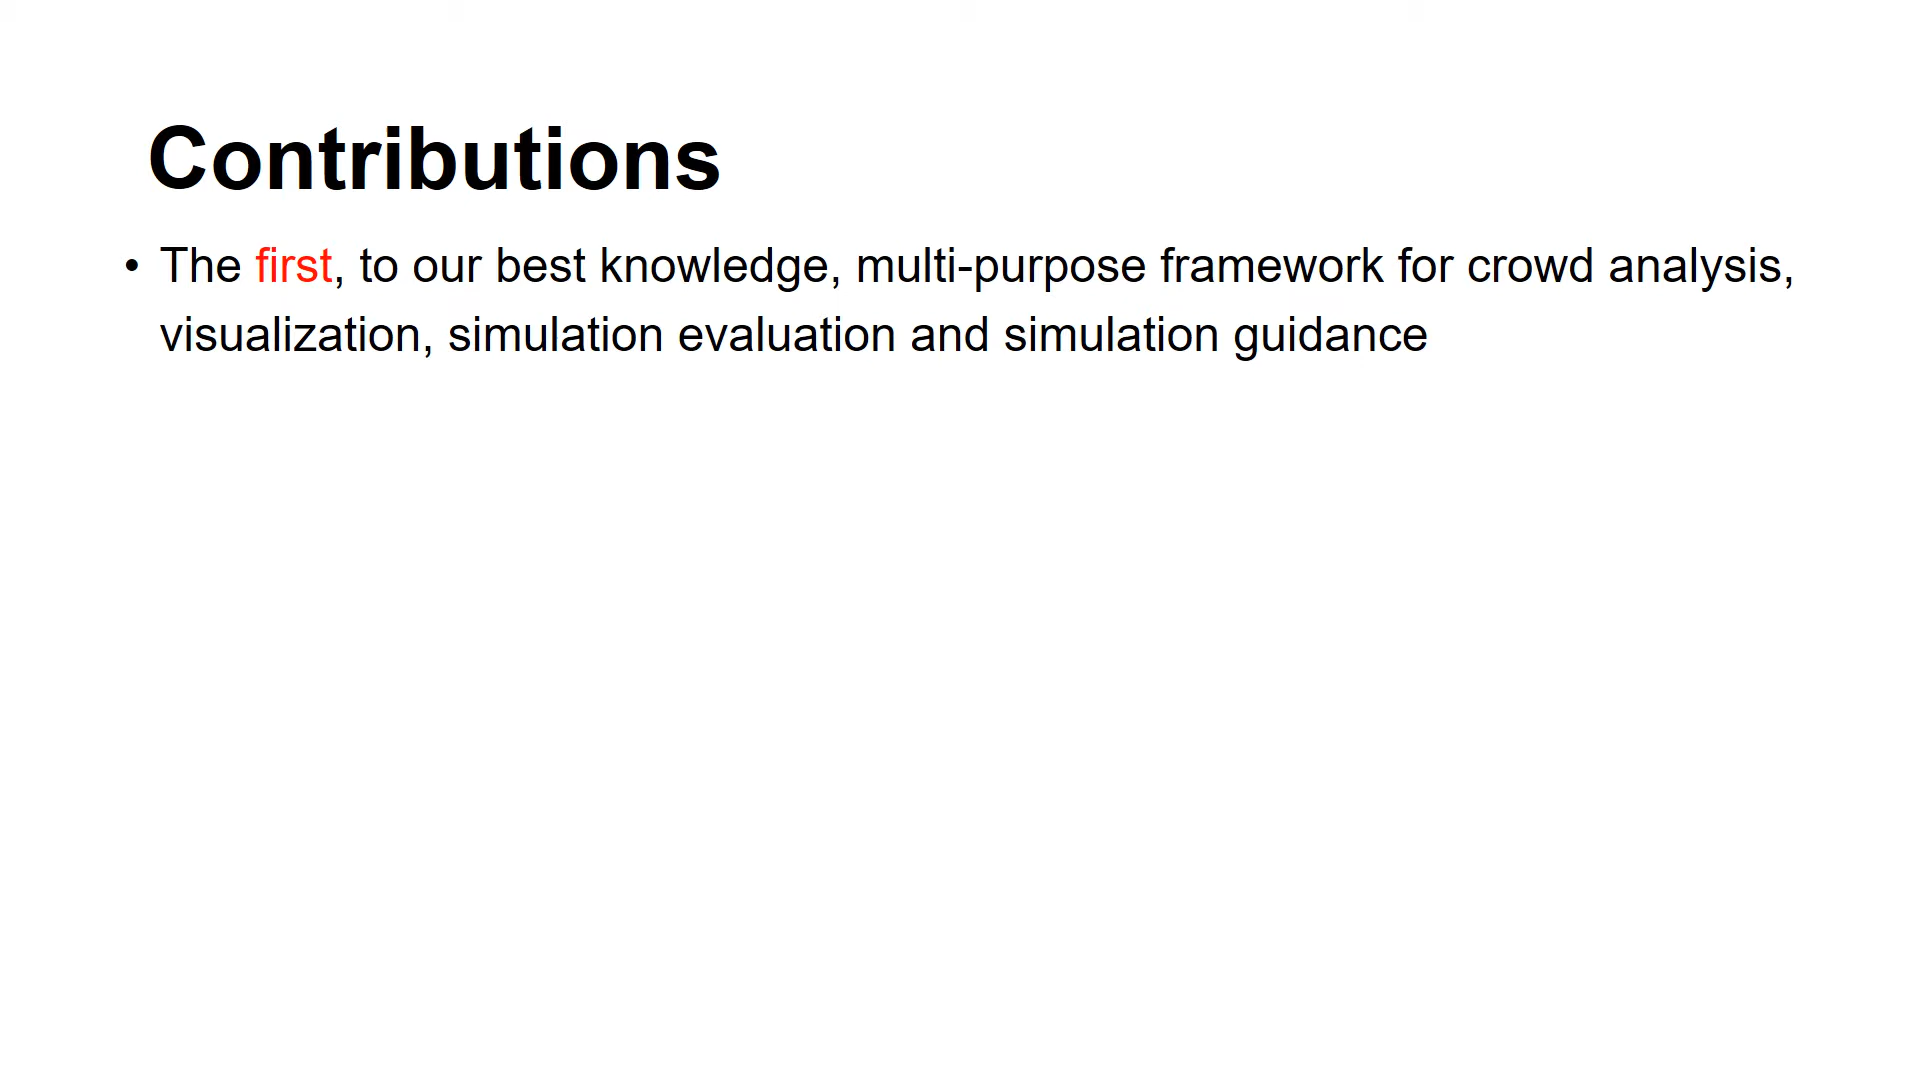 Contributions
• The first, to our best knowledge, multi-purpose framework for crowd analysis,
visualization, simulation evaluation and simulation guidance